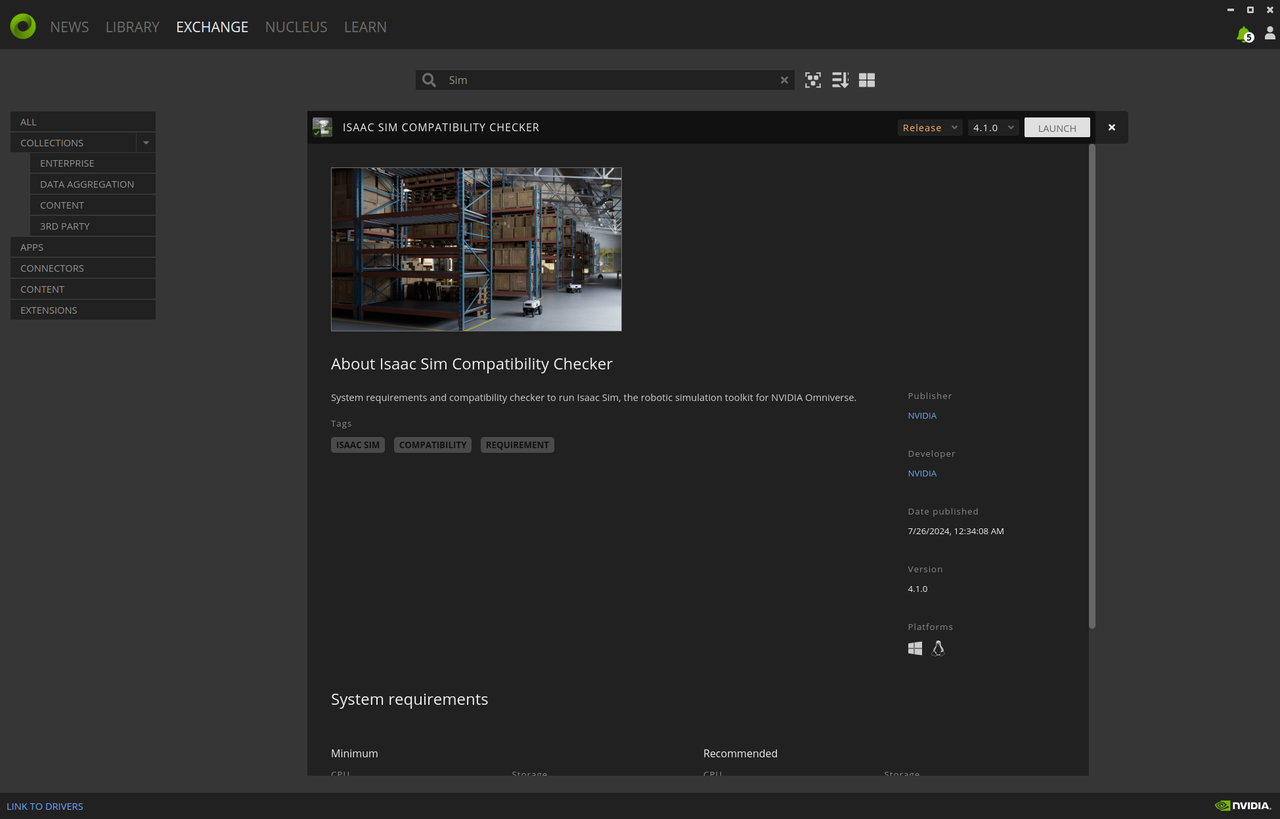 NEWS LIBRARY EXCHANGE NUCLEUS LEARN
5
Sim
ALL
COLLECTIONS
ENTERPRISE
DATA AGGREGATION
CONTENT
3RD PARTY
APPS
CONNECTORS
CONTENT
EXTENSIONS
ISAAC SIM COMPATIBILITY CHECKER Release 4.1.0 LAUNCH
About Isaac Sim Compatibility Checker
System requirements and compatibility checker to run Isaac Sim, the robotic simulation toolkit for NVIDIA Omniverse.
Tags
ISAAC SIM COMPATIBILITY REQUIREMENT
Publisher
NVIDIA
Developer
NVIDIA
Date published
7/26/2024, 12:34:08 AM
Version
4.1.0
Platforms
System requirements
Minimum Recommended
CPU Storage CPU Storage
LINK TO DRIVERS NVIDIA.